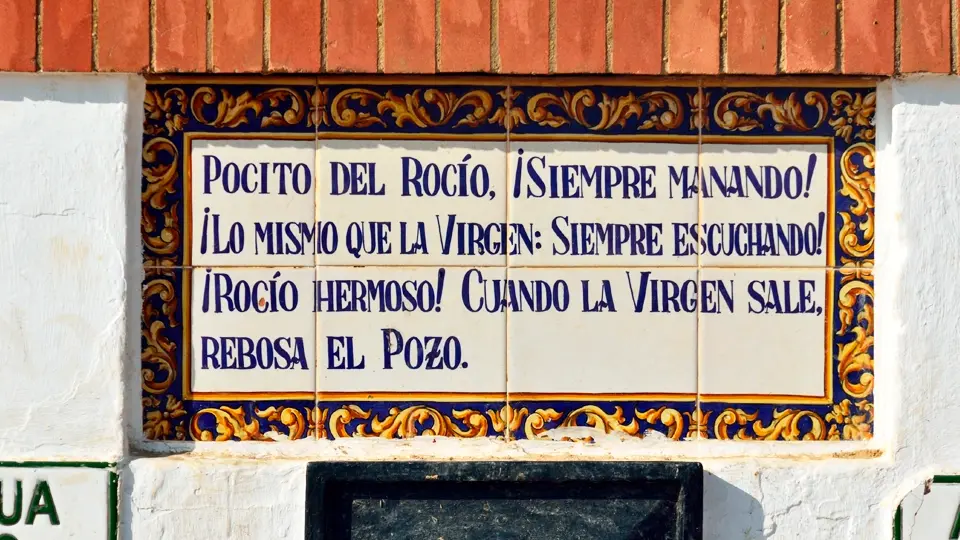 POCITO DEL ROCÍO, ¡SIEMPRE MANANDO!
¡LO MISMO QUE LA VIRGEN: SIEMPRE ESCUCHANDO!
¡ROCÍO HERMOSO! CUANDO LA VIRGEN SALE,
REBOSA EL POZO.
UA